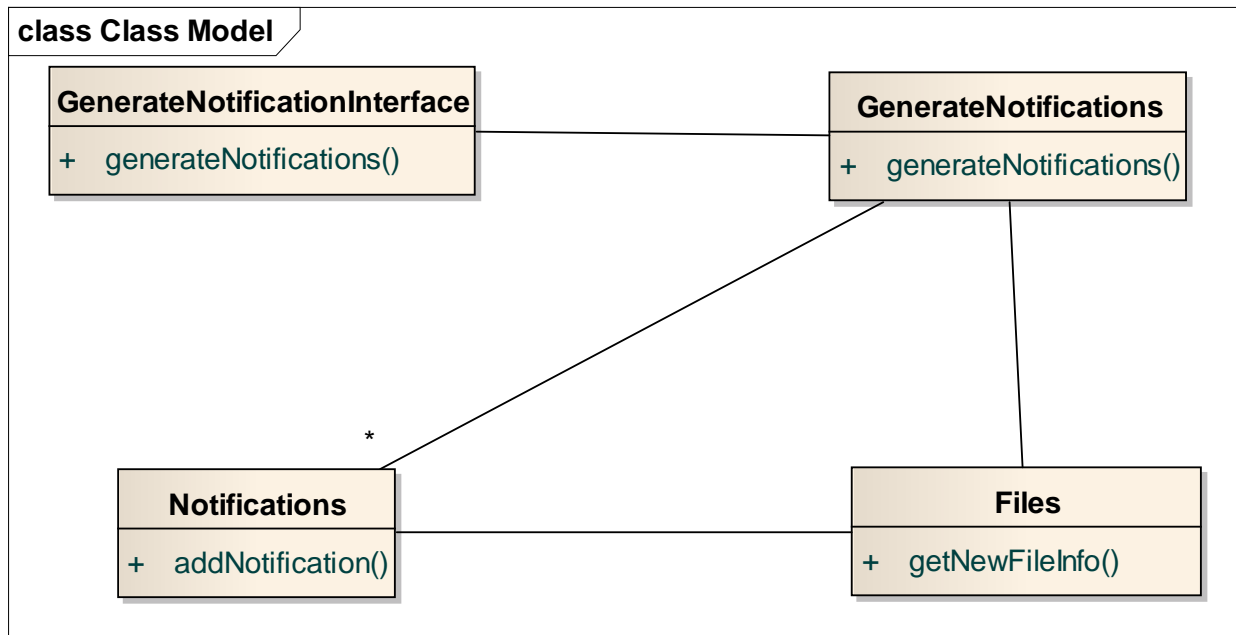 class Class Model
GenerateNotificationInterface
+ generateNotifications()
GenerateNotifications
+ generateNotifications()
*
Notifications
+ addNotification()
Files
+ getNewFileInfo()